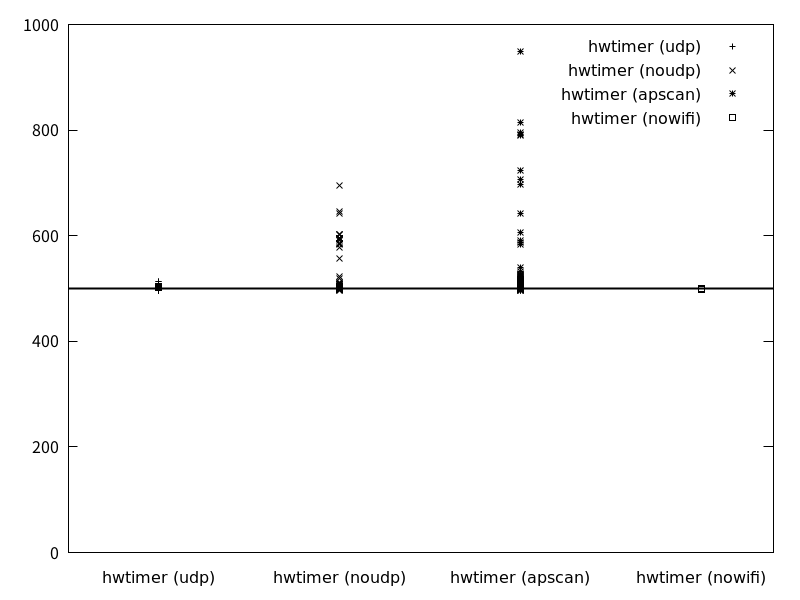 1000
800
600
400
200
0
hwtimer (udp)
hwtimer (noudp)
hwtimer (apscan)
hwtimer (nowifi)
hwtimer (udp) hwtimer (noudp) hwtimer (apscan) hwtimer (nowifi)